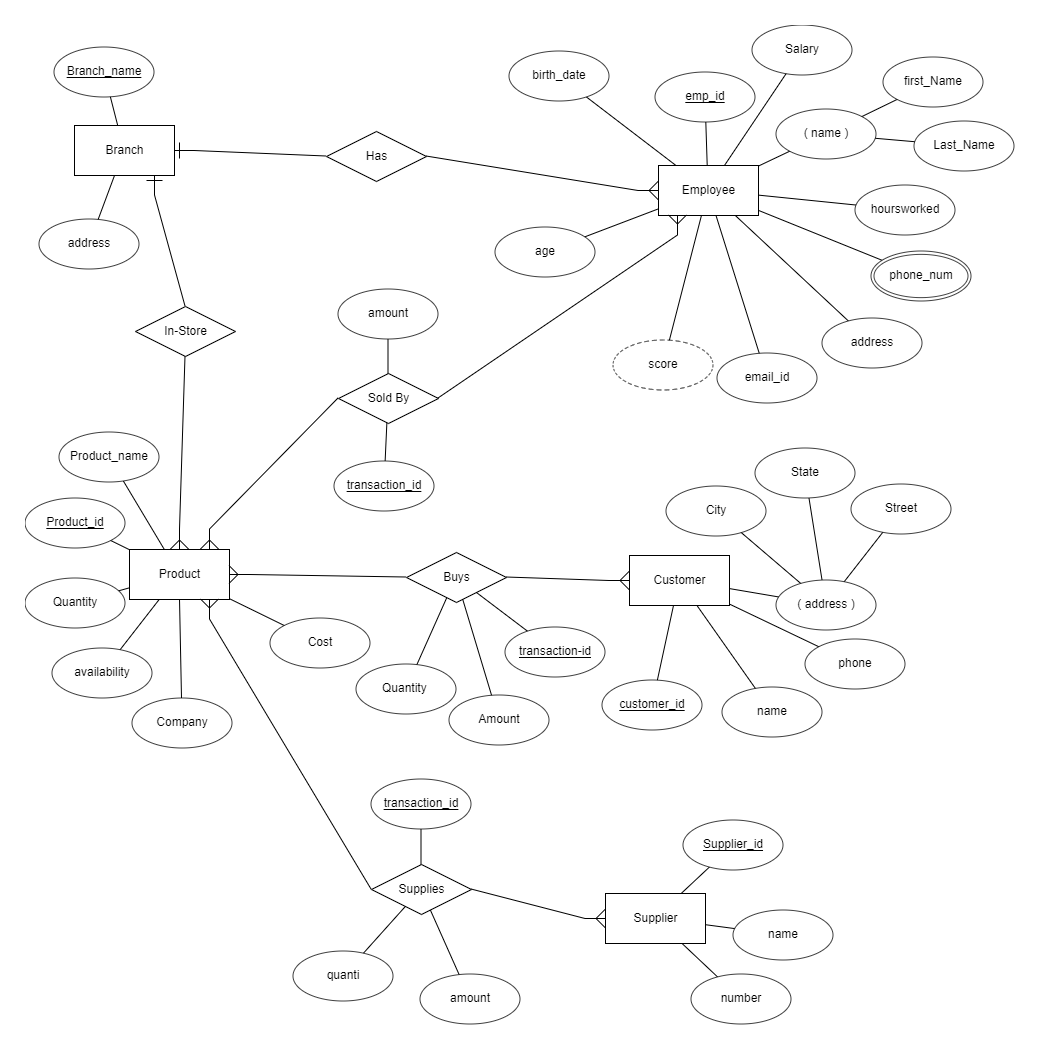 Salary
Branch_name
birth_date
first_Name
emp_id
( name )
Last_Name
Branch
Has
Employee
hoursworked
address
age
phone_num
amount
In-Store
address
score
email_id
Sold By
Product_name
State
transaction_id
City
Street
Product_id
Product
Buys
Customer
Quantity
( address )
Cost
transaction-id
phone
availability
Quantity
customer_id
name
Company
Amount
transaction_id
Supplier_id
Supplies
Supplier
name
quanti
amount
number